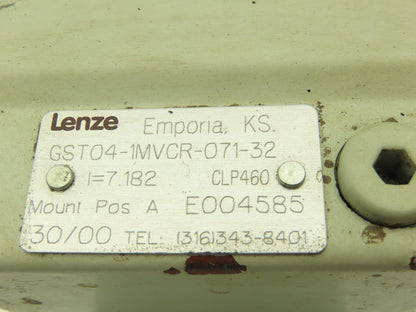 Lenze Emporia, KS.
GST04-1MVCR-071-32
I=7.182 CLP460
Mount Pos A E004585
30/00 TEL: (316)343-8401